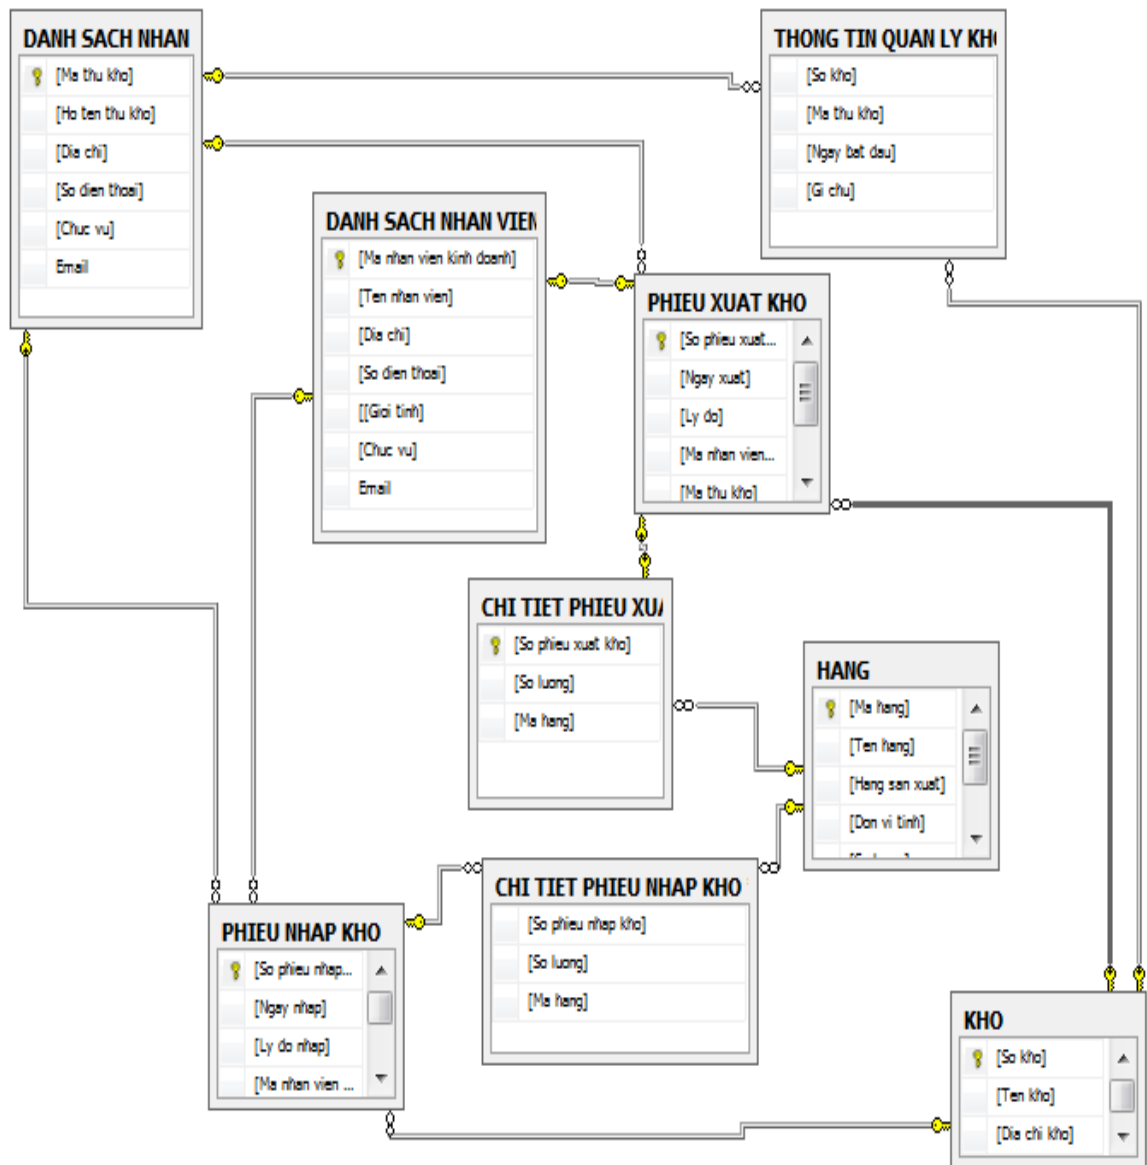 DANH SACH NHAN
[Ma thu kho]
[Ho ten thu kho]
[Dia chi]
[So dien thoai]
[Chuc vu]
Email
THONG TIN QUAN LY KHO
[So kho]
[Ma thu kho]
[Ngay bat dau]
[Gi chu]
DANH SACH NHAN VIEN
[Ma nhan vien kinh doanh]
[Ten nhan vien]
[Dia chi]
[So dien thoai]
[[Gioi tinh]
[Chuc vu]
Email
PHIEU XUAT KHO
[So phieu xuat...
[Ngay xuat]
[Ly do]
[Ma nhan vien...
[Ma thu kho]
CHI TIET PHIEU XUA
[So phieu xuat kho]
[So luong]
[Ma hang]
HANG
[Ma hang]
[Ten hang]
[Hang san xuat]
[Don vi tinh]
CHI TIET PHIEU NHAP KHO
[So phieu nhap kho]
[So luong]
[Ma hang]
PHIEU NHAP KHO
[So phieu nhap...
[Ngay nhap]
[Ly do nhap]
[Ma nhan vien ...
KHO
[So kho]
[Ten kho]
[Dia chi kho]